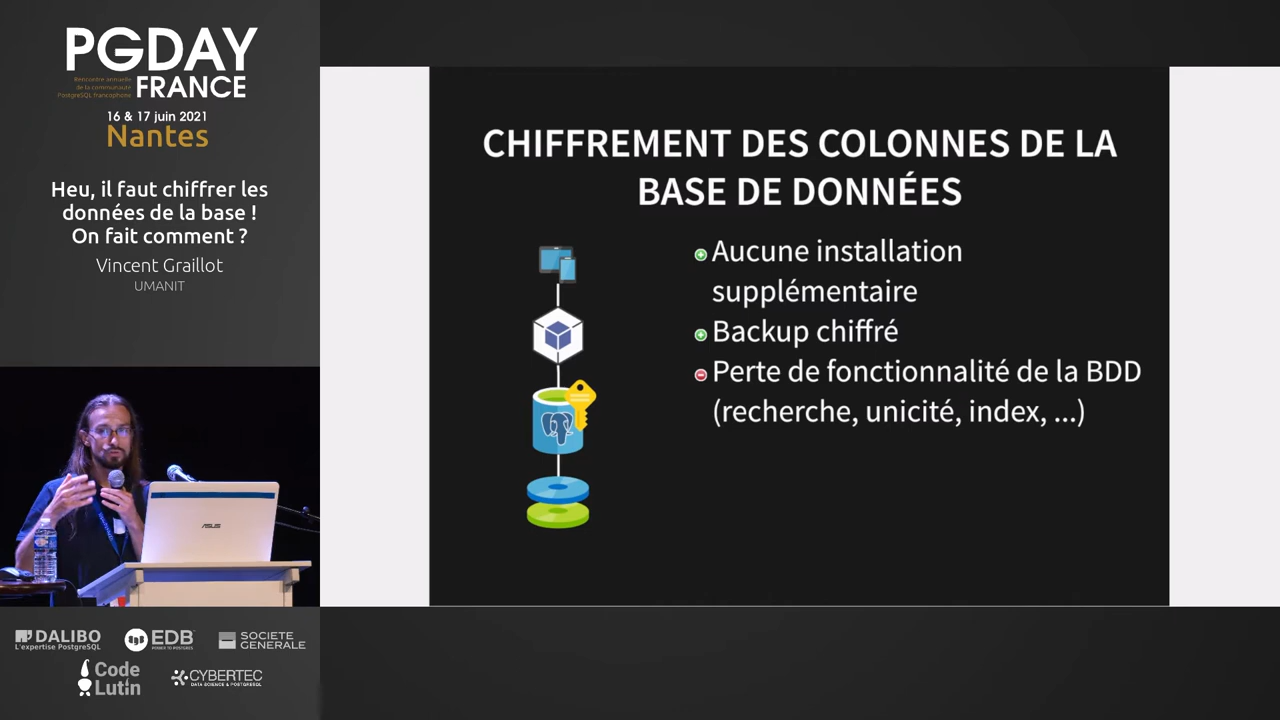 PGDAY
Rencontre annuelle
de la communauté
PostgreSQL francophone
FRANCE
16 & 17 juin 2021
Nantes
Heu, il faut chiffrer les
données de la base !
On fait comment ?
Vincent Graillot
UMANIT
CHIFFREMENT DES COLONNES DE LA
BASE DE DONNÉES
Aucune installation
supplémentaire
Backup chiffré
Perte de fonctionnalité de la BDD
(recherche, unicité, index, ...)
ASUS
DALIBO
L'expertise PostgreSQL
EDB
POWER TO POSTGRES
SOCIETE
GENERALE
Code
Lutin
CYBERTEC
DATA SCIENCE & POSTGRESQL